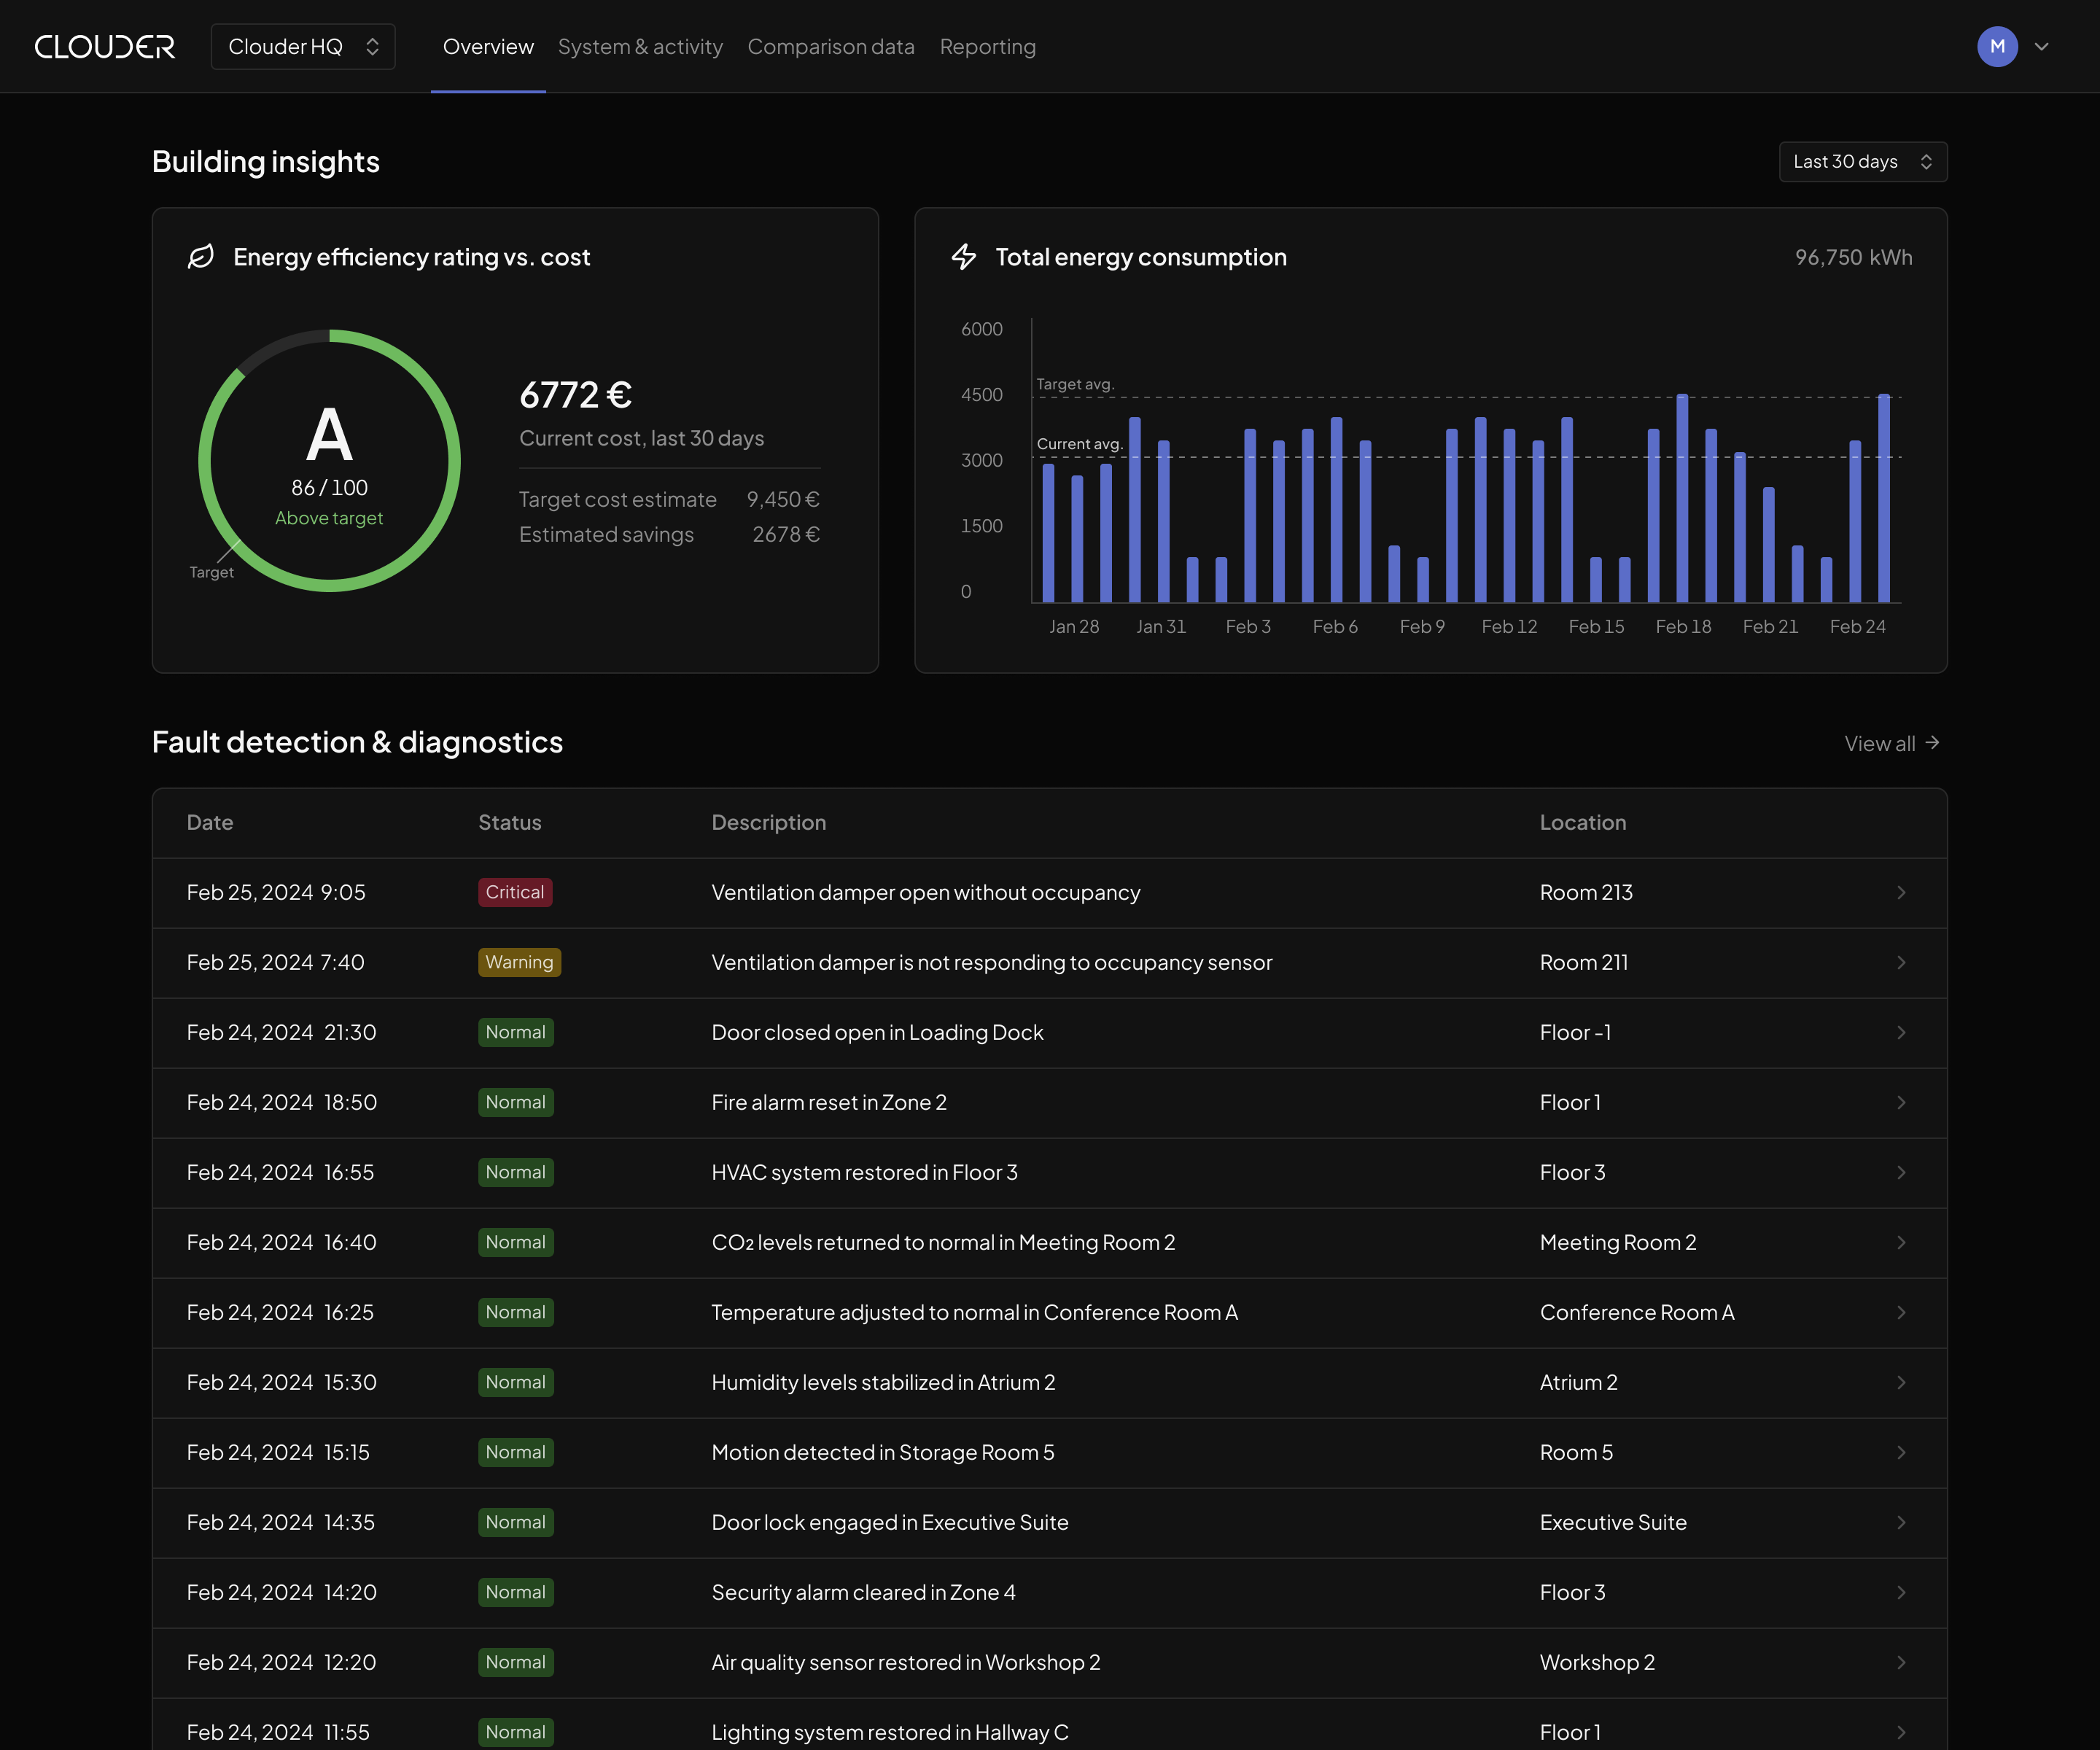 CLOUDER
Clouder HQ
Overview System & activity Comparison data Reporting
M
Building insights
Last 30 days
Energy efficiency rating vs. cost
A
86 / 100
Above target
Target
6772 €
Current cost, last 30 days
Target cost estimate 9,450 €
Estimated savings 2678 €
Total energy consumption
96,750 kWh
6000
Target avg.
4500
Current avg.
3000
1500
0
Jan 28 Jan 31 Feb 3 Feb 6 Feb 9 Feb 12 Feb 15 Feb 18 Feb 21 Feb 24
Fault detection & diagnostics
View all →
Date Status Description Location
Feb 25, 2024 9:05 Critical Ventilation damper open without occupancy Room 213
Feb 25, 2024 7:40 Warning Ventilation damper is not responding to occupancy sensor Room 211
Feb 24, 2024 21:30 Normal Door closed open in Loading Dock Floor -1
Feb 24, 2024 18:50 Normal Fire alarm reset in Zone 2 Floor 1
Feb 24, 2024 16:55 Normal HVAC system restored in Floor 3 Floor 3
Feb 24, 2024 16:40 Normal CO₂ levels returned to normal in Meeting Room 2 Meeting Room 2
Feb 24, 2024 16:25 Normal Temperature adjusted to normal in Conference Room A Conference Room A
Feb 24, 2024 15:30 Normal Humidity levels stabilized in Atrium 2 Atrium 2
Feb 24, 2024 15:15 Normal Motion detected in Storage Room 5 Room 5
Feb 24, 2024 14:35 Normal Door lock engaged in Executive Suite Executive Suite
Feb 24, 2024 14:20 Normal Security alarm cleared in Zone 4 Floor 3
Feb 24, 2024 12:20 Normal Air quality sensor restored in Workshop 2 Workshop 2
Feb 24, 2024 11:55 Normal Lighting system restored in Hallway C Floor 1